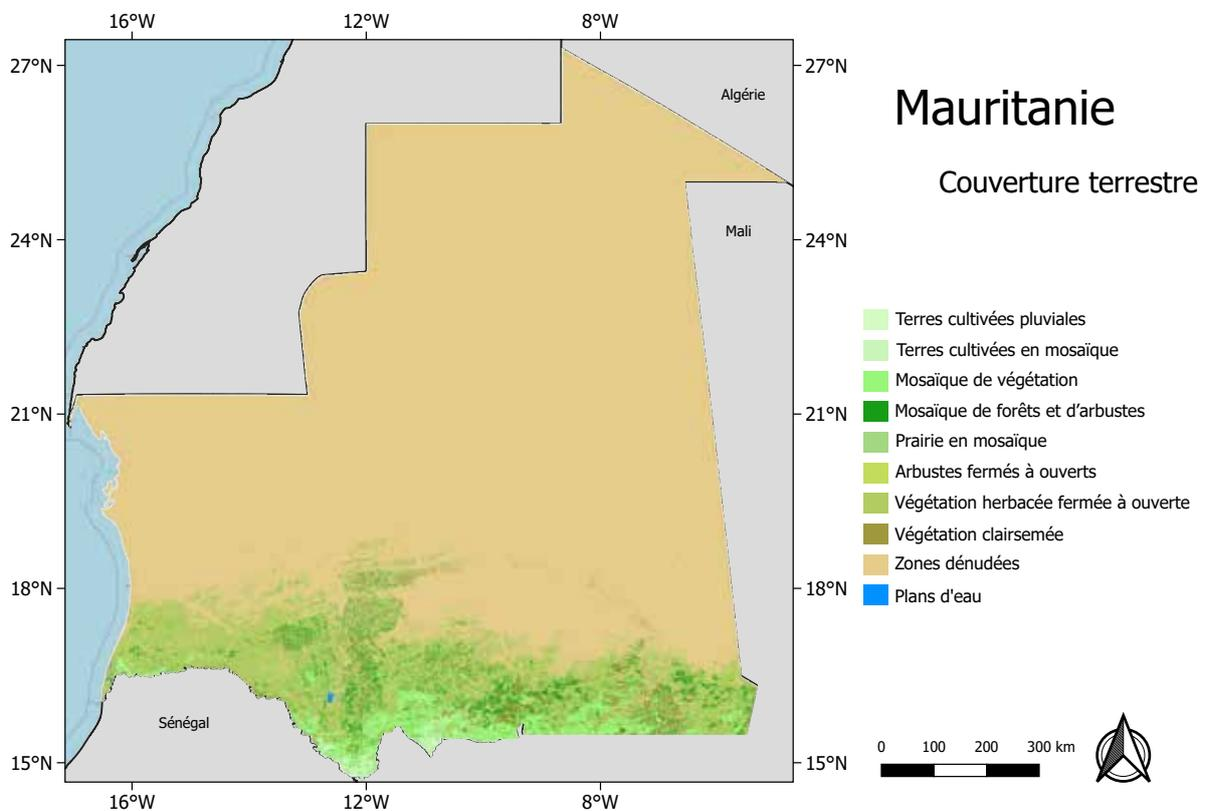 16°W 12°W 8°W
27°N 27°N
Algérie
Mauritanie
Couverture terrestre
Mali
24°N 24°N
Terres cultivées pluviales
Terres cultivées en mosaïque
Mosaïque de végétation
21°N 21°N
Mosaïque de forêts et d’arbustes
Prairie en mosaïque
Arbustes fermés à ouverts
Végétation herbacée fermée à ouverte
Végétation clairsemée
Zones dénudées
18°N 18°N
Plans d'eau
Sénégal
0 100 200 300 km
15°N 15°N
16°W 12°W 8°W